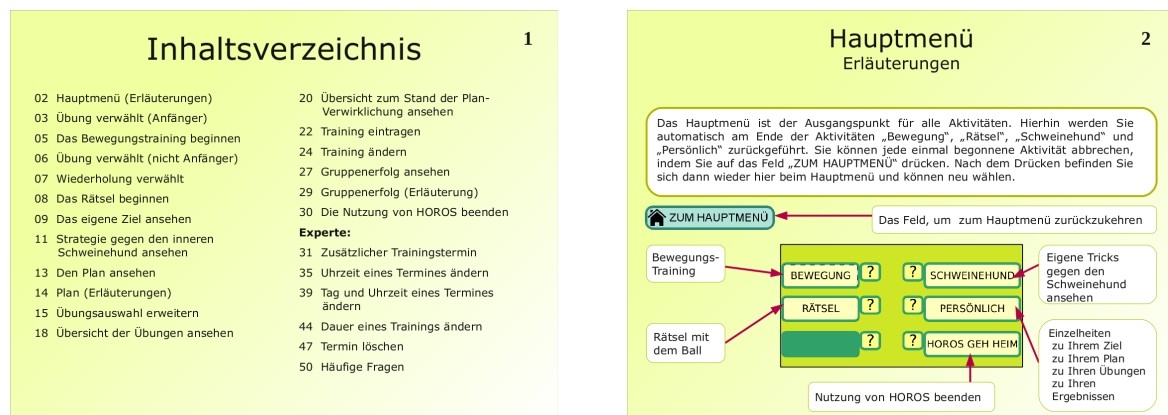 Inhaltsverzeichnis
1
02 Hauptmenü (Erläuterungen)
03 Übung verwählt (Anfänger)
05 Das Bewegungstraining beginnen
06 Übung verwählt (nicht Anfänger)
07 Wiederholung verwählt
08 Das Rätsel beginnen
09 Das eigene Ziel ansehen
11 Strategie gegen den inneren
Schweinehund ansehen
13 Den Plan ansehen
14 Plan (Erläuterungen)
15 Übungsauswahl erweitern
18 Übersicht der Übungen ansehen
20 Übersicht zum Stand der Plan-
Verwirklichung ansehen
22 Training eintragen
24 Training ändern
27 Gruppenerfolg ansehen
29 Gruppenerfolg (Erläuterung)
30 Die Nutzung von HOROS beenden
Experte:
31 Zusätzlicher Trainingstermin
35 Uhrzeit eines Termines ändern
39 Tag und Uhrzeit eines Termines
ändern
44 Dauer eines Trainings ändern
47 Termin löschen
50 Häufige Fragen
Hauptmenü
2
Erläuterungen
Das Hauptmenü ist der Ausgangspunkt für alle Aktivitäten. Hierhin werden Sie
automatisch am Ende der Aktivitäten „Bewegung“, „Rätsel“, „Schweinehund“ und
„Persönlich“ zurückgeführt. Sie können jede einmal begonnene Aktivität abbrechen,
indem Sie auf das Feld „ZUM HAUPTMENÜ“ drücken. Nach dem Drücken befinden Sie
sich dann wieder hier beim Hauptmenü und können neu wählen.
ZUM HAUPTMENÜ
Das Feld, um zum Hauptmenü zurückzukehren
Bewegungs-
Training
BEWEGUNG ? ? SCHWEINEHUND
Eigene Tricks
gegen den
Schweinehund
ansehen
RÄTSEL ? ? PERSÖNLICH
Rätsel mit
dem Ball
? ? HOROS GEH HEIM
Einzelheiten
zu Ihrem Ziel
zu Ihrem Plan
zu Ihren Übungen
zu Ihren
Ergebnissen
Nutzung von HOROS beenden